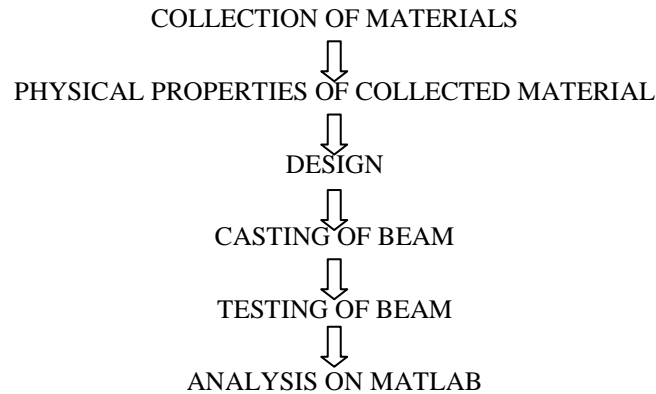 COLLECTION OF MATERIALS
PHYSICAL PROPERTIES OF COLLECTED MATERIAL
DESIGN
CASTING OF BEAM
TESTING OF BEAM
ANALYSIS ON MATLAB